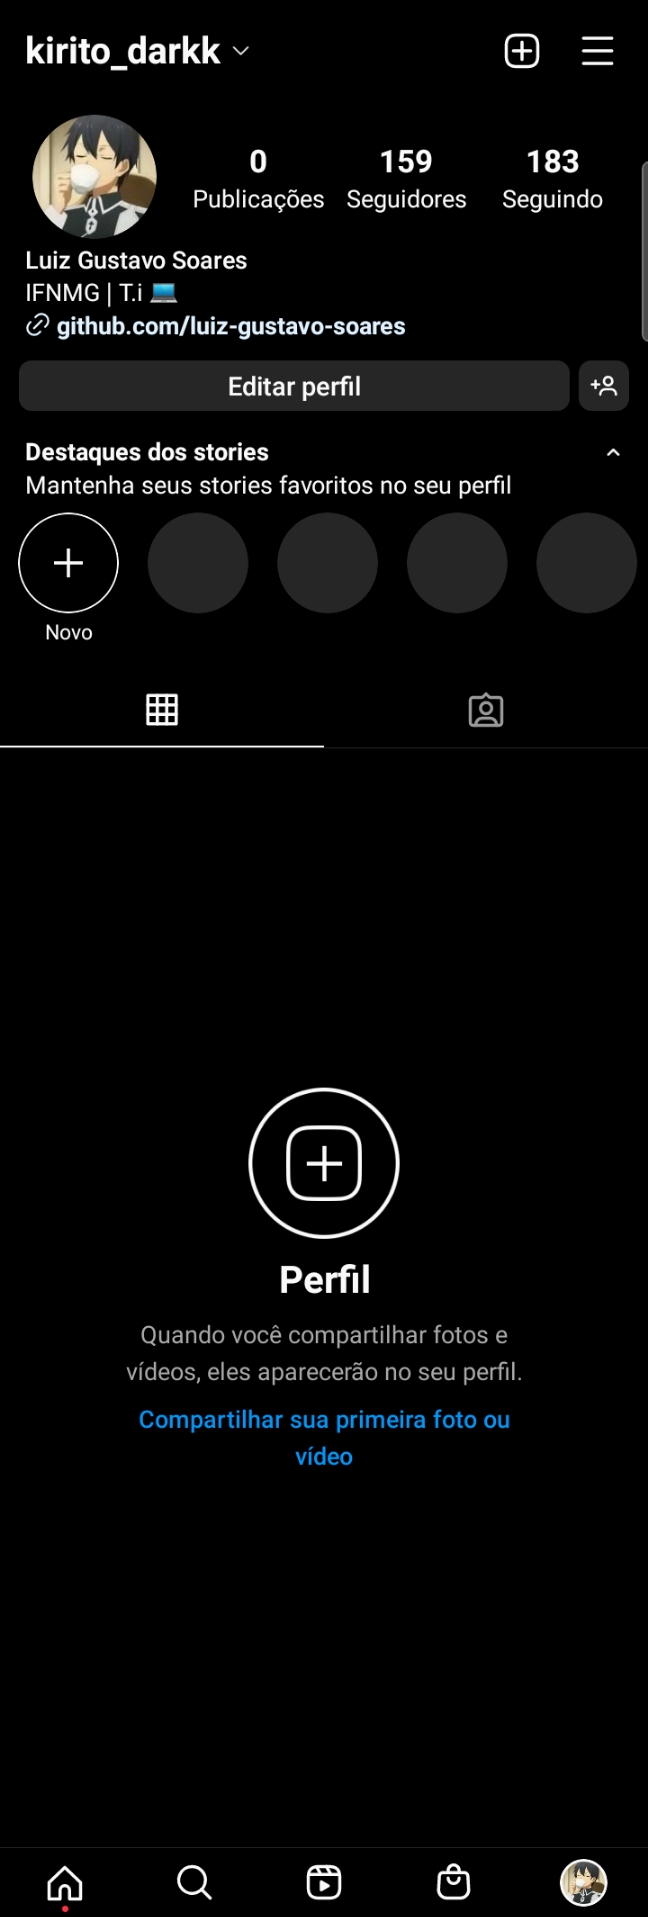 kirito_darkk
0 159 183
Publicações Seguidores Seguindo
Luiz Gustavo Soares
IFNMG | T.i 💻
github.com/luiz-gustavo-soares
Editar perfil
Destaques dos stories
Mantenha seus stories favoritos no seu perfil
Novo
Perfil
Quando você compartilhar fotos e
vídeos, eles aparecerão no seu perfil.
Compartilhar sua primeira foto ou
vídeo